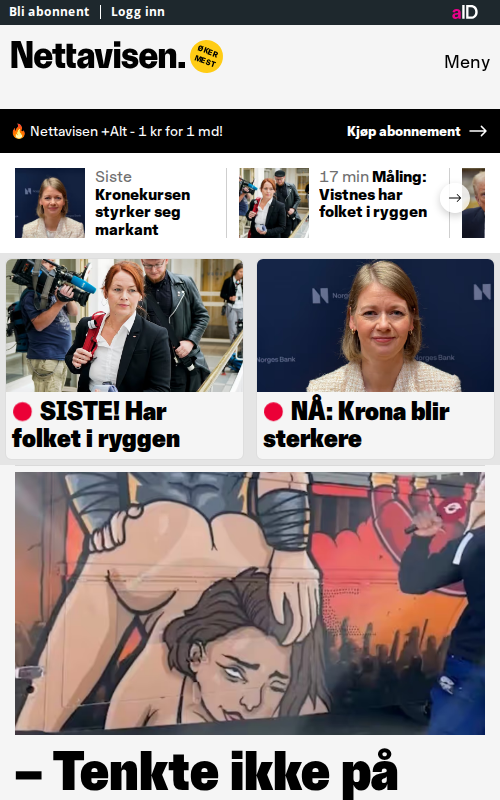 Bli abonnent
Logg inn
aID
Nettavisen.
ØKER
MEST
Meny
🔥 Nettavisen +Alt - 1 kr for 1 md!
Kjøp abonnement
Siste
Kronekursen
styrker seg
markant
17 min Måling:
Vistnes har
folket i ryggen
Norges Bank
Norges Bank
SISTE! Har
folket i ryggen
NÅ: Krona blir
sterkere
– Tenkte ikke på